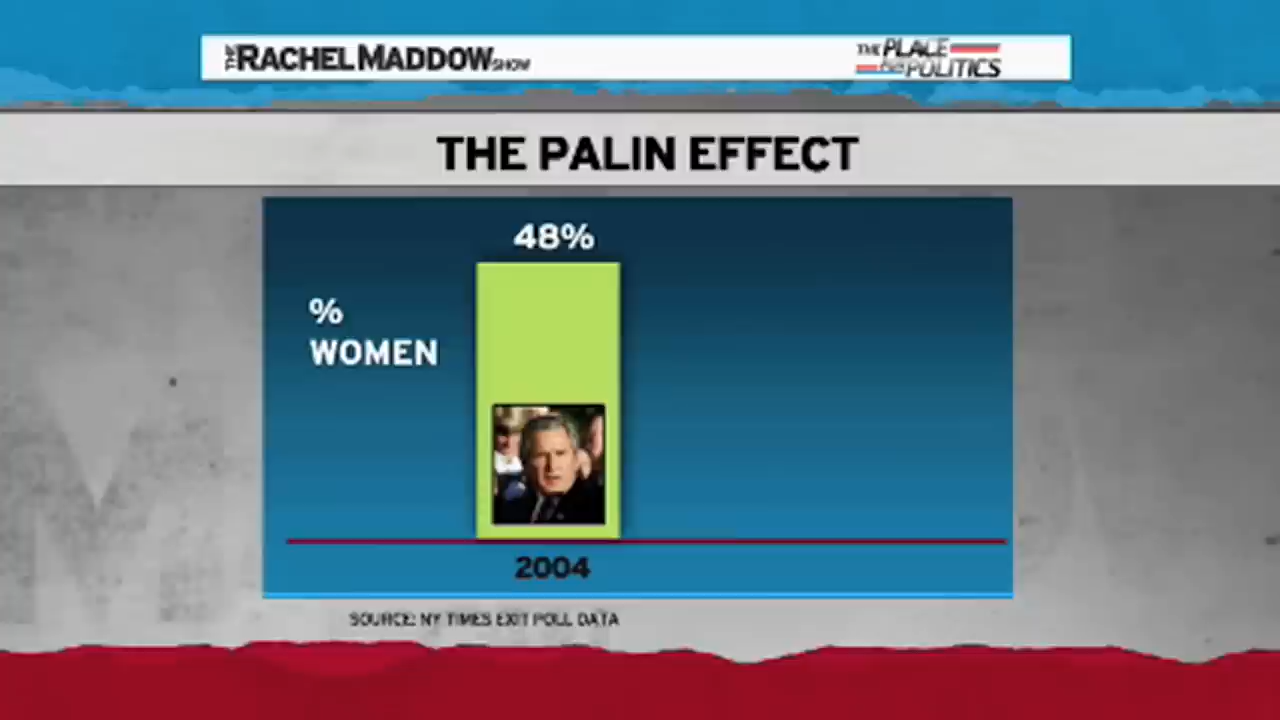 THE RACHEL MADDOW SHOW
THE PLACE
FOR POLITICS
THE PALIN EFFECT
48%
%
WOMEN
2004
SOURCE: NY TIMES EXIT POLL DATA